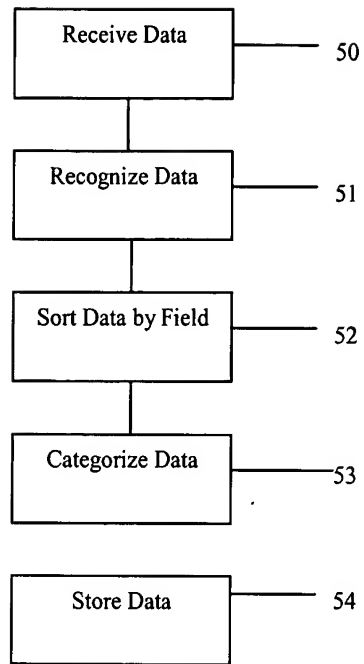 Receive Data 50
Recognize Data 51
Sort Data by Field 52
Categorize Data 53
Store Data 54